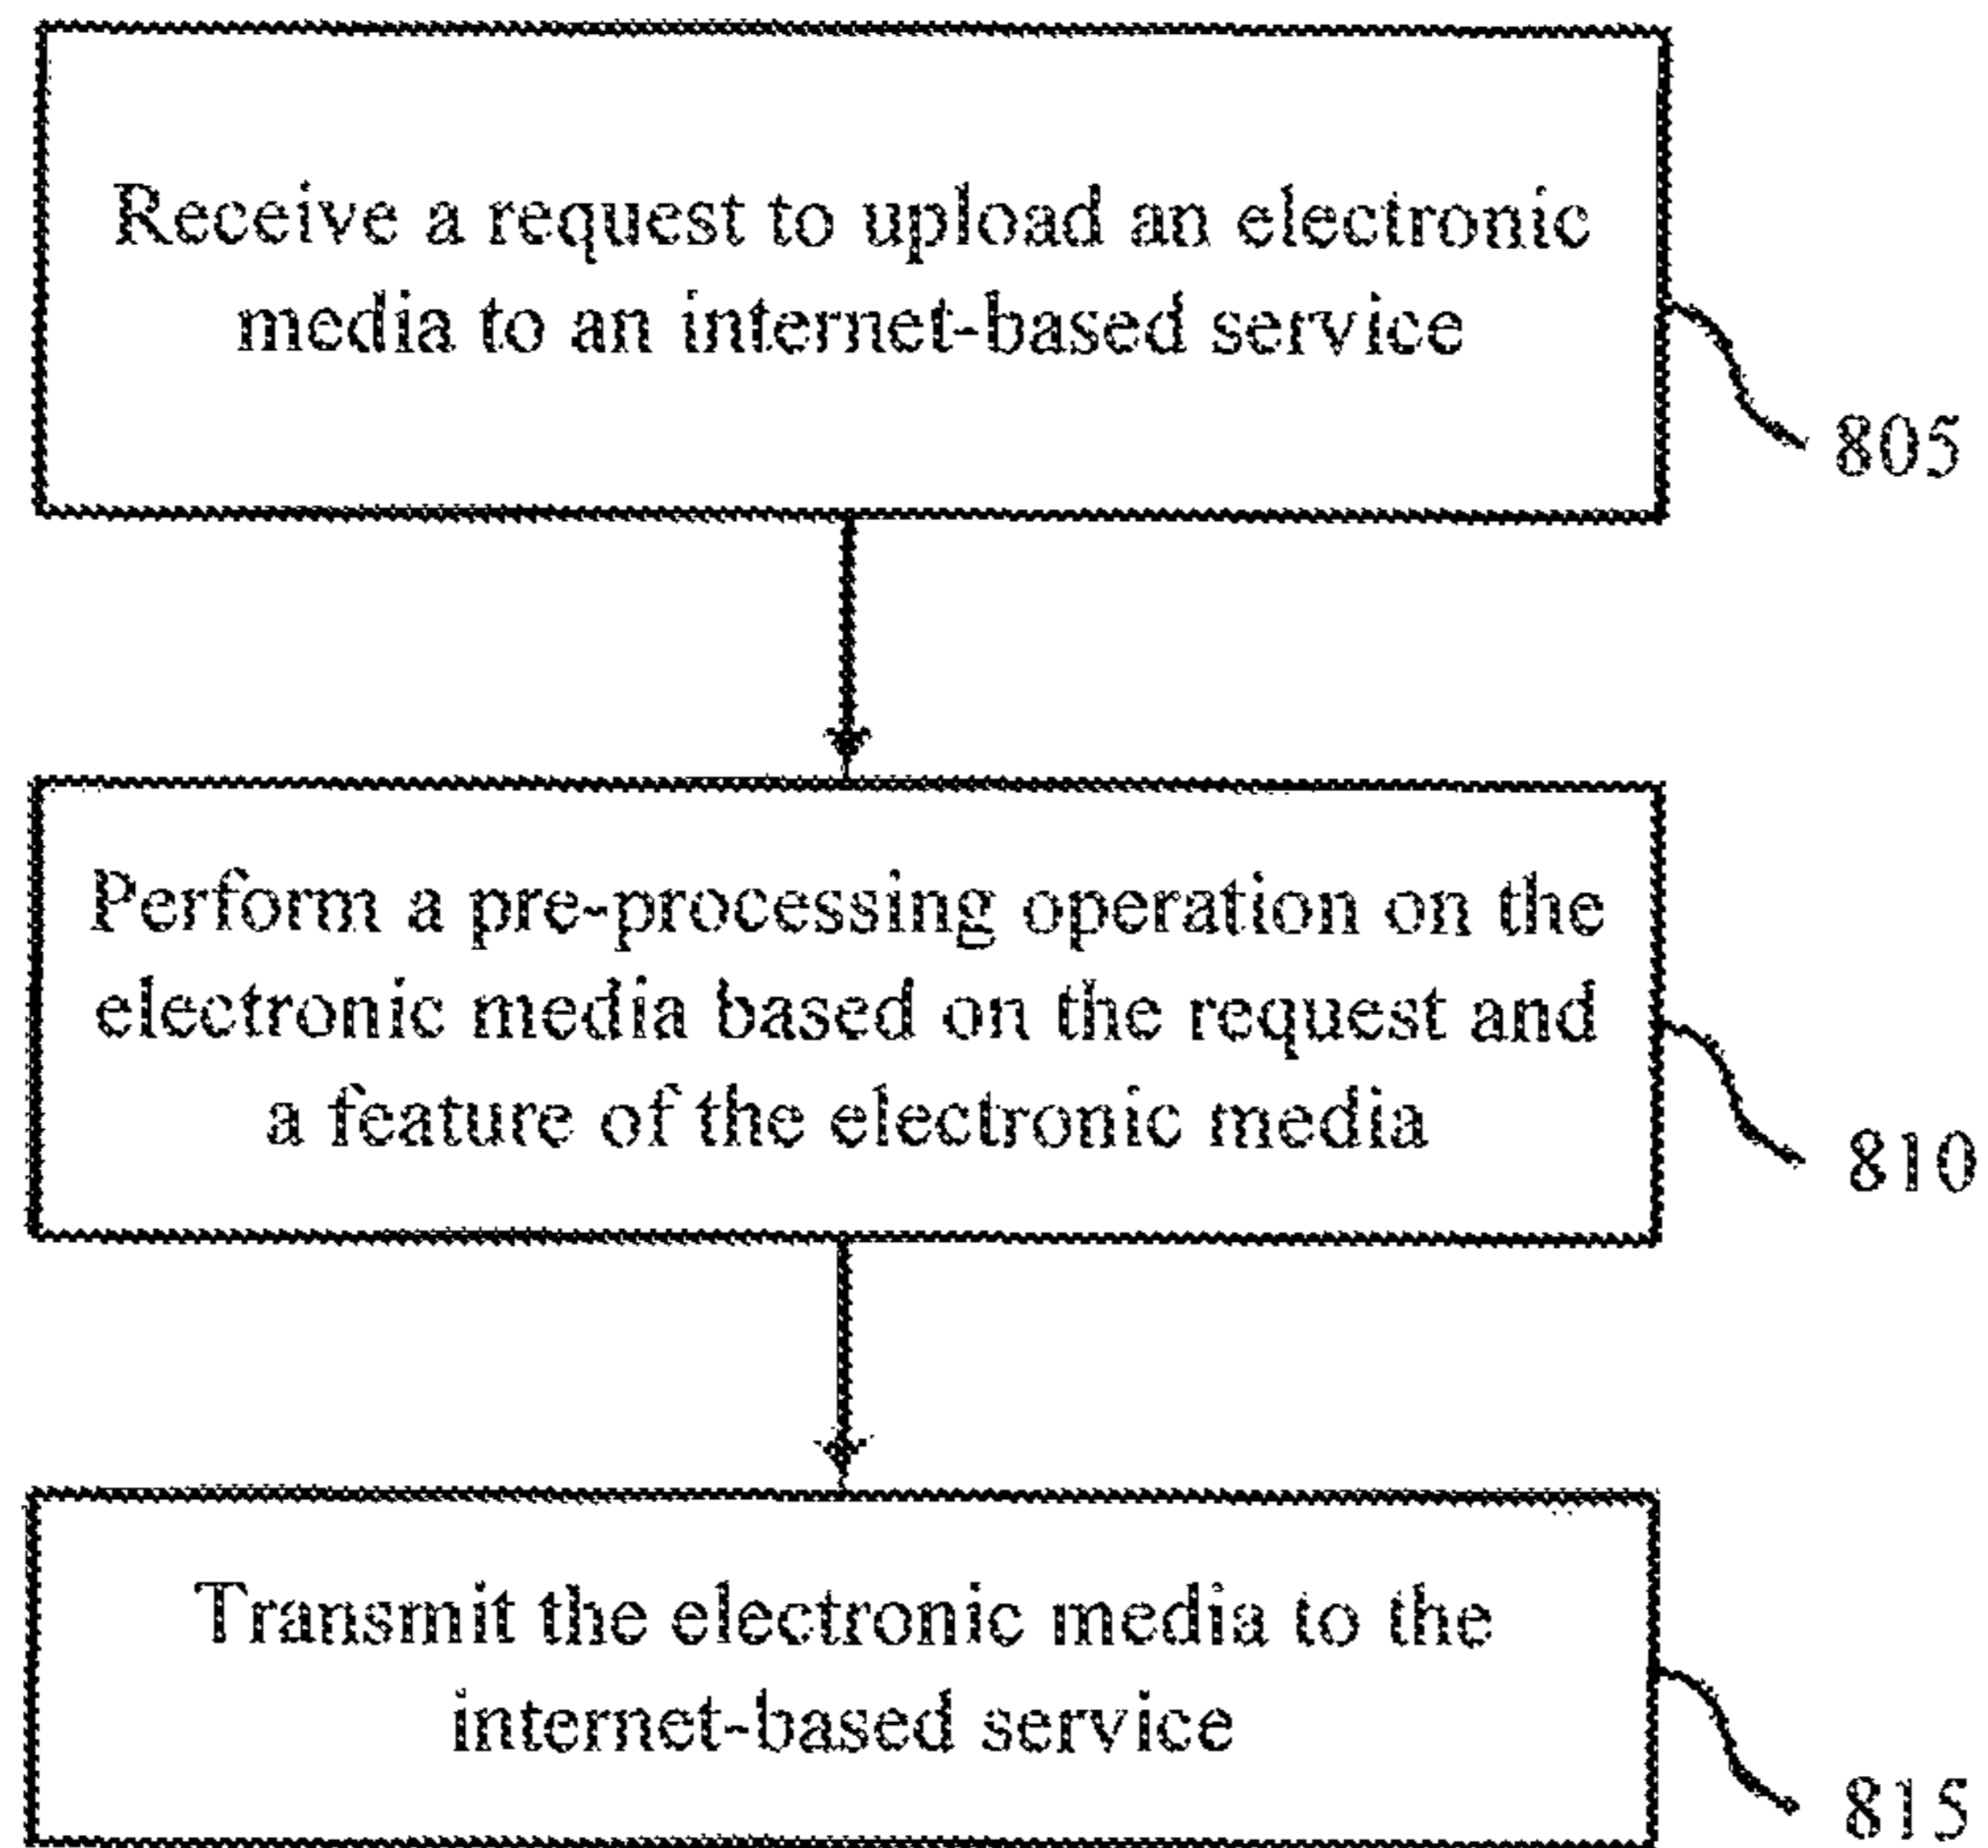 Receive a request to upload an electronic
media to an internet-based service
805
Perform a pre-processing operation on the
electronic media based on the request and
a feature of the electronic media
810
Transmit the electronic media to the
internet-based service
815